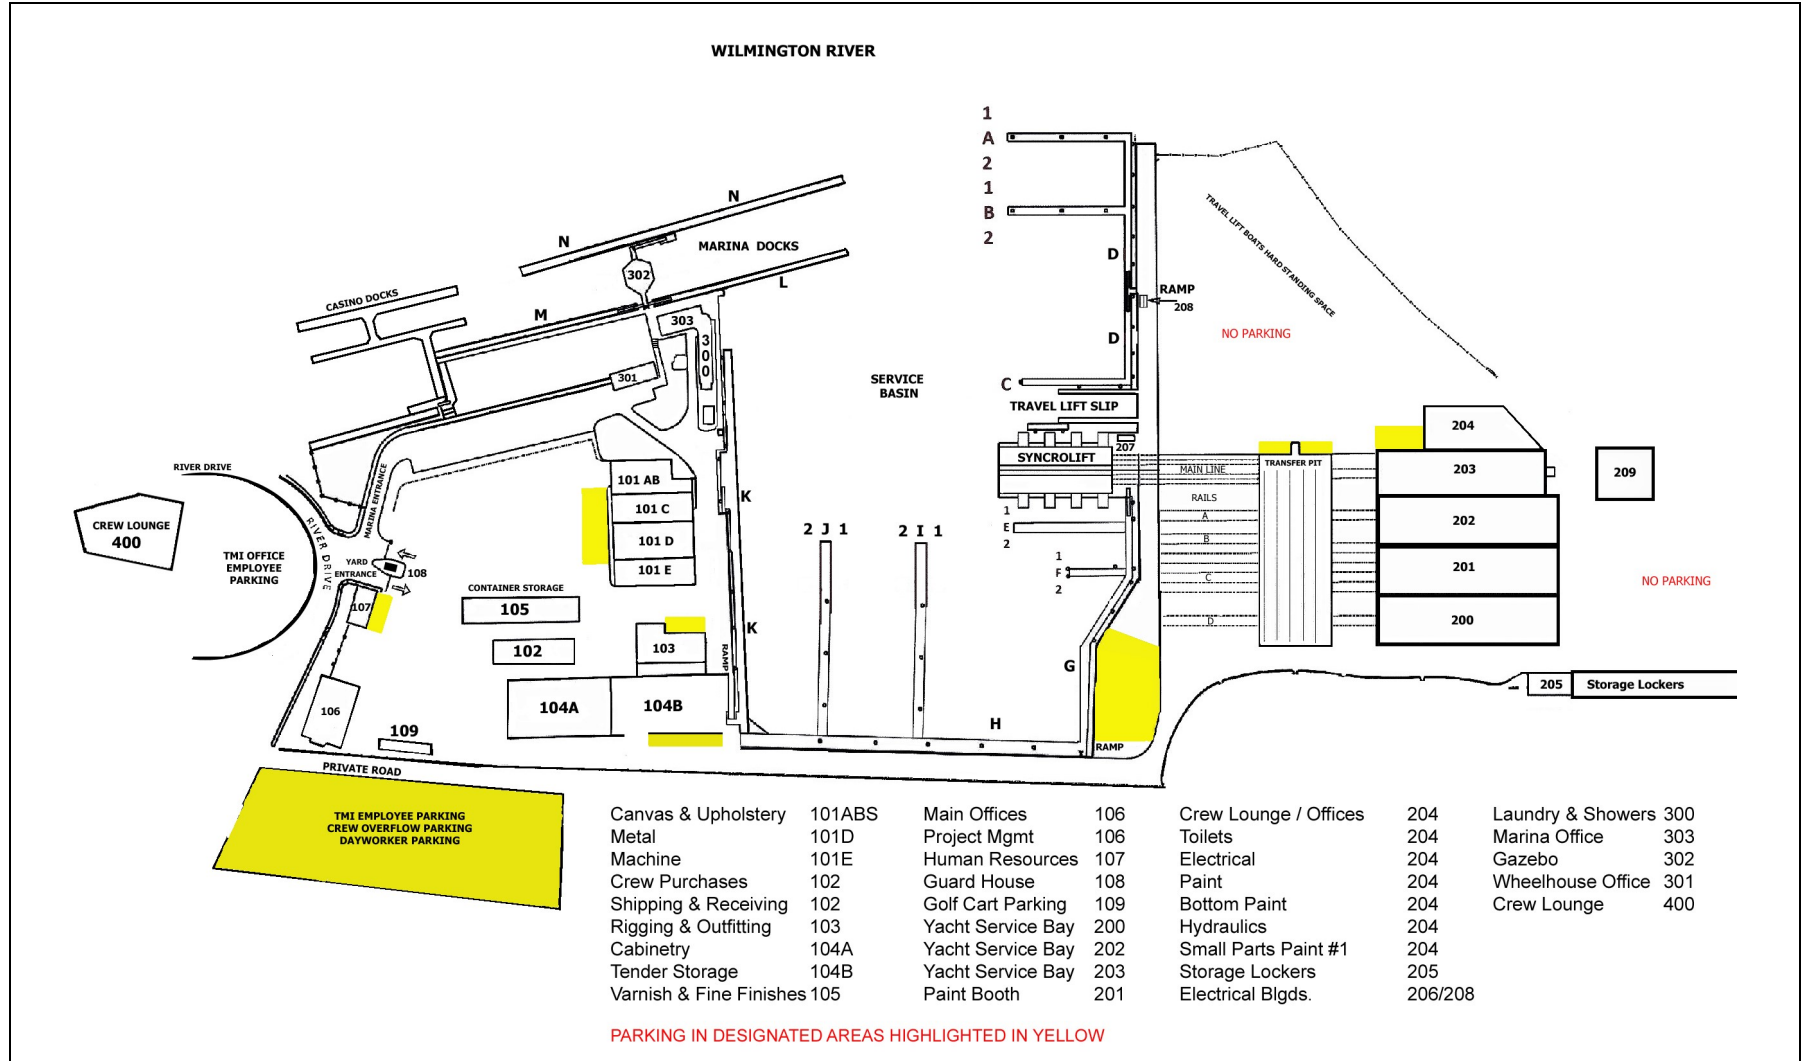 WILMINGTON RIVER
1
A
2
1
B
2
N
N
MARINA DOCKS
302
L
CASINO DOCKS
M
303
300
301
D
D
RAMP
208
TRAVEL LIFT BOATS HARD STANDING SPACE
NO PARKING
SERVICE
BASIN
C
TRAVEL LIFT SLIP
207
SYNCROLIFT
MAIN LINE
TRANSFER PIT
RAILS
A
B
C
D
204
203
202
201
200
209
NO PARKING
205
Storage Lockers
1
E
2
1
F
2
G
H
RAMP
2 J 1
2 I 1
K
K
RAMP
RIVER DRIVE
CREW LOUNGE
400
TMI OFFICE
EMPLOYEE
PARKING
RIVER DRIVE
MARINA ENTRANCE
YARD
ENTRANCE
108
107
106
109
101 AB
101 C
101 D
101 E
CONTAINER STORAGE
105
102
103
104A
104B
PRIVATE ROAD
TMI EMPLOYEE PARKING
CREW OVERFLOW PARKING
DAYWORKER PARKING
Canvas & Upholstery 101ABS
Metal 101D
Machine 101E
Crew Purchases 102
Shipping & Receiving 102
Rigging & Outfitting 103
Cabinetry 104A
Tender Storage 104B
Varnish & Fine Finishes 105
Main Offices 106
Project Mgmt 106
Human Resources 107
Guard House 108
Golf Cart Parking 109
Yacht Service Bay 200
Yacht Service Bay 202
Yacht Service Bay 203
Paint Booth 201
Crew Lounge / Offices 204
Toilets 204
Electrical 204
Paint 204
Bottom Paint 204
Hydraulics 204
Small Parts Paint #1 204
Storage Lockers 205
Electrical Blgds. 206/208
Laundry & Showers 300
Marina Office 303
Gazebo 302
Wheelhouse Office 301
Crew Lounge 400
PARKING IN DESIGNATED AREAS HIGHLIGHTED IN YELLOW